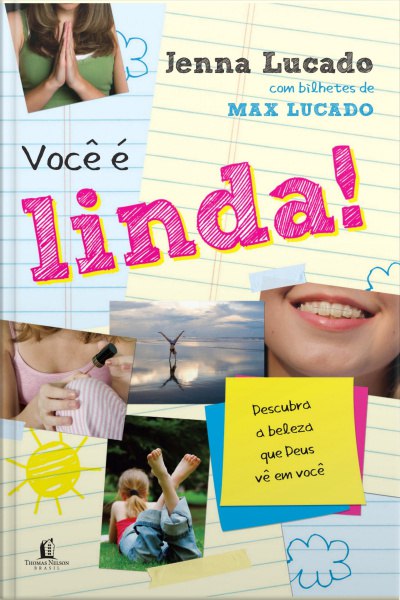 Jenna Lucado
com bilhetes de
MAX LUCADO
Você é
linda!
Descubra
a beleza
que Deus
vê em você
THOMAS NELSON
BRASIL